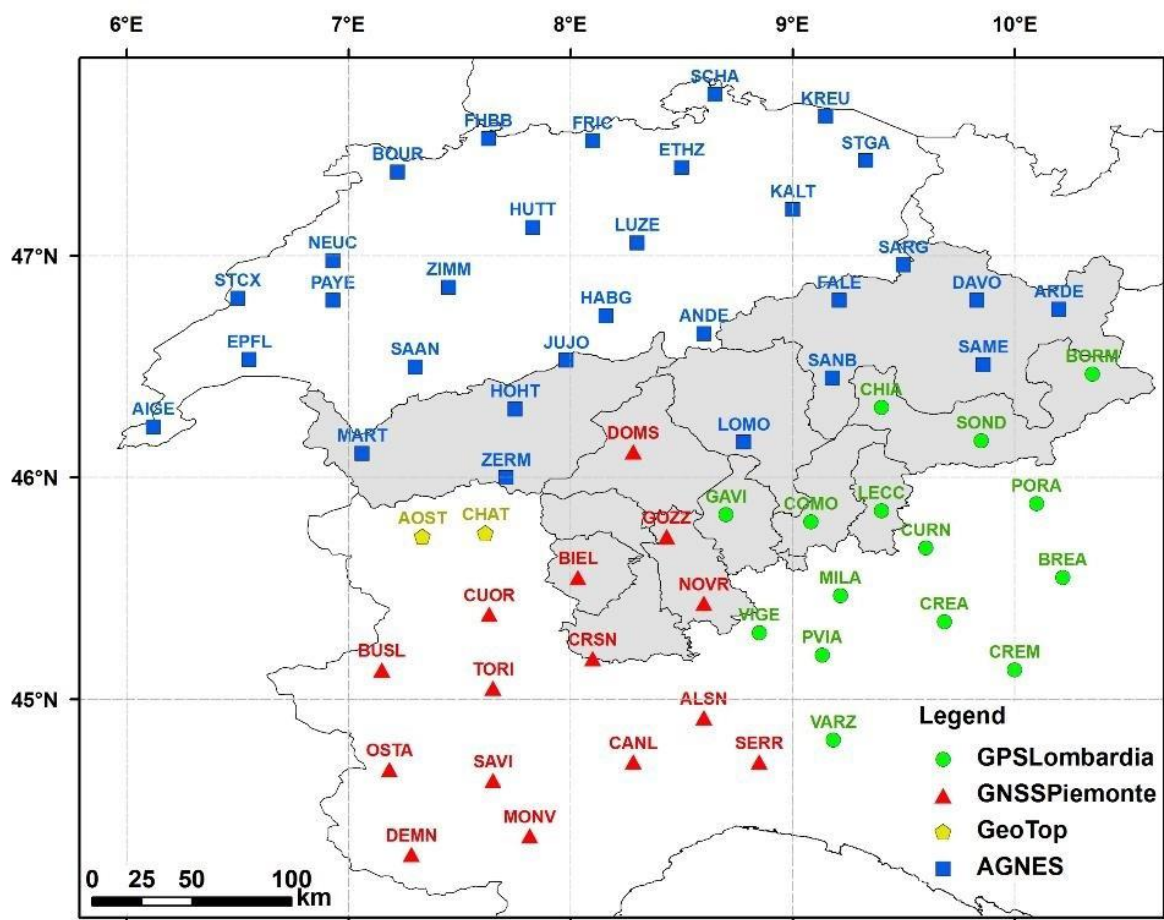 6°E 7°E 8°E 9°E 10°E
SCHA
KREU
FHBB
FRIC
STGA
ETHZ
BOUR
KALT
HUTT
LUZE
NEUC
47°N
SARG
ZIMM
STCX
PAYE
FALE
DAVO
ARDE
HABG
ANDE
EPFL
SAAN
JUJO
SANB
SAME
BORM
HOHT
CHIA
AIGE
MART
LOMO
DOMS
SOND
ZERM
46°N
AOST
CHAT
GAVI
COMO
LECC
PORA
GOZZ
CURN
BIEL
BREA
NOVR
MILA
CUOR
CREA
VIGE
CRSN
PVIA
BUSL
TORI
CREM
45°N
ALSN
VARZ
Legend
OSTA
SAVI
CANL
SERR
GPSLombardia
GNSSPiemonte
MONV
DEMN
GeoTop
AGNES
0 25 50 100
km